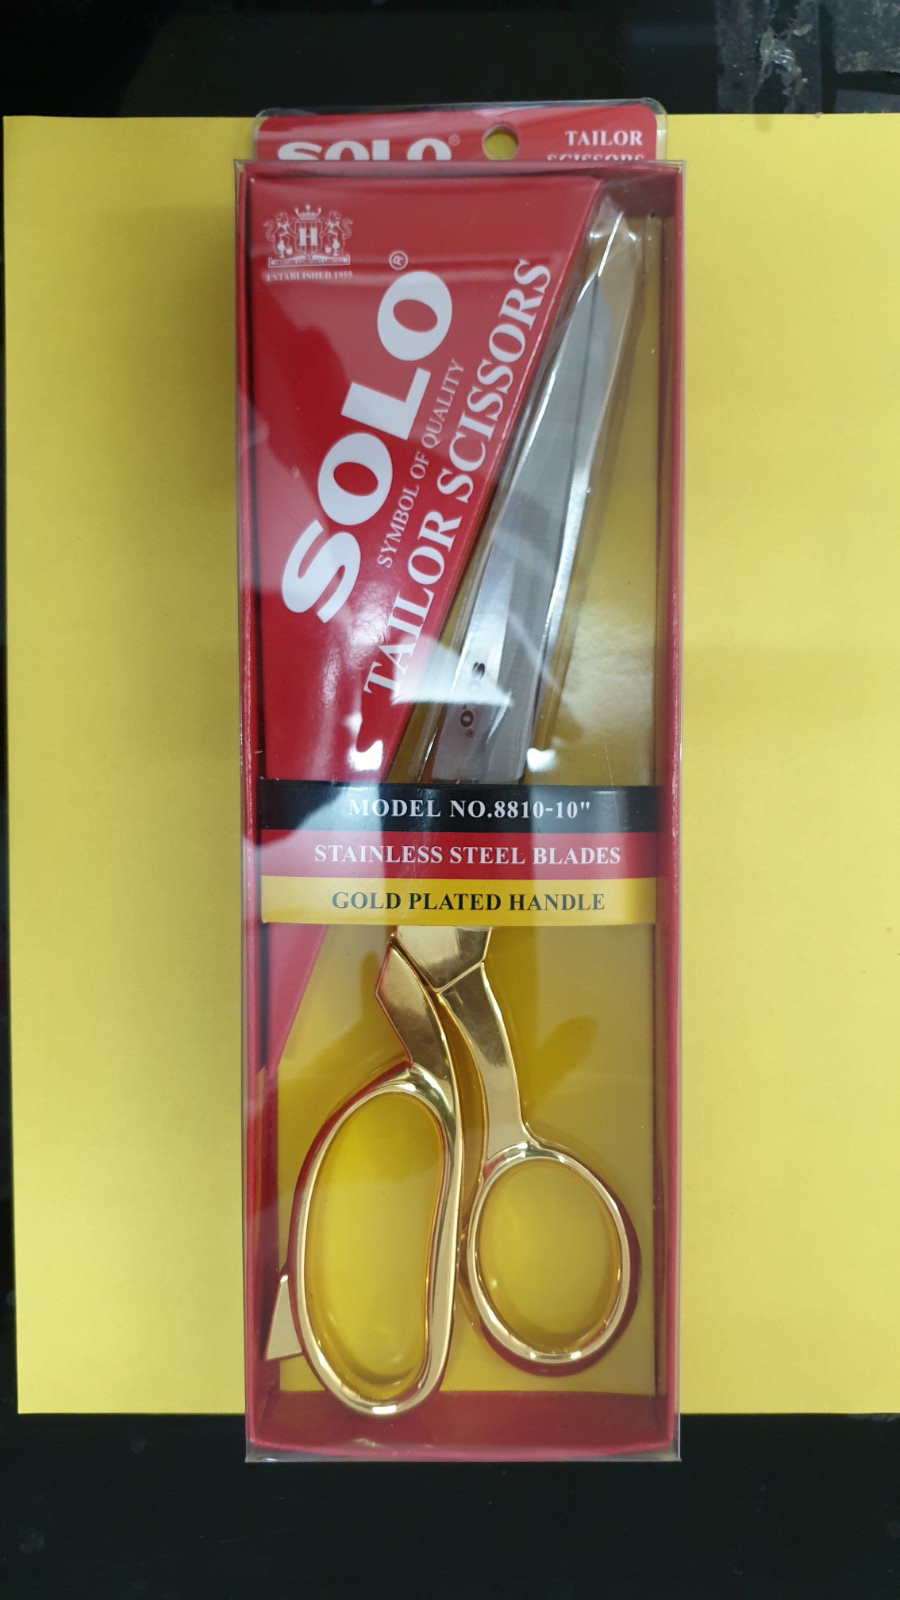 SOLO®
TAILOR
SCISSORS
H
ESTABLISHED 1955
SOLO®
SYMBOL OF QUALITY
TAILOR SCISSORS
SOLO®
MODEL NO.8810-10"
STAINLESS STEEL BLADES
GOLD PLATED HANDLE